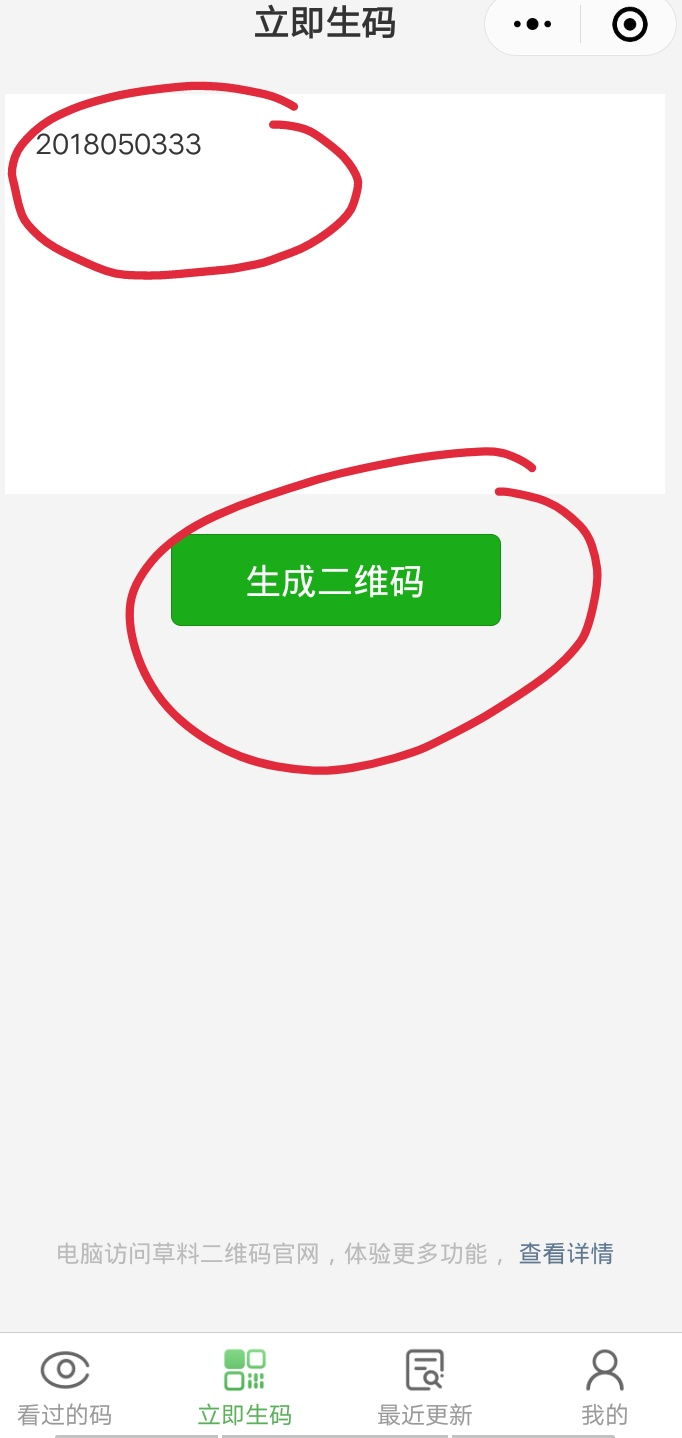 立即生码
2018050333
生成二维码
电脑访问草料二维码官网，体验更多功能，查看详情
看过的码 立即生码 最近更新 我的